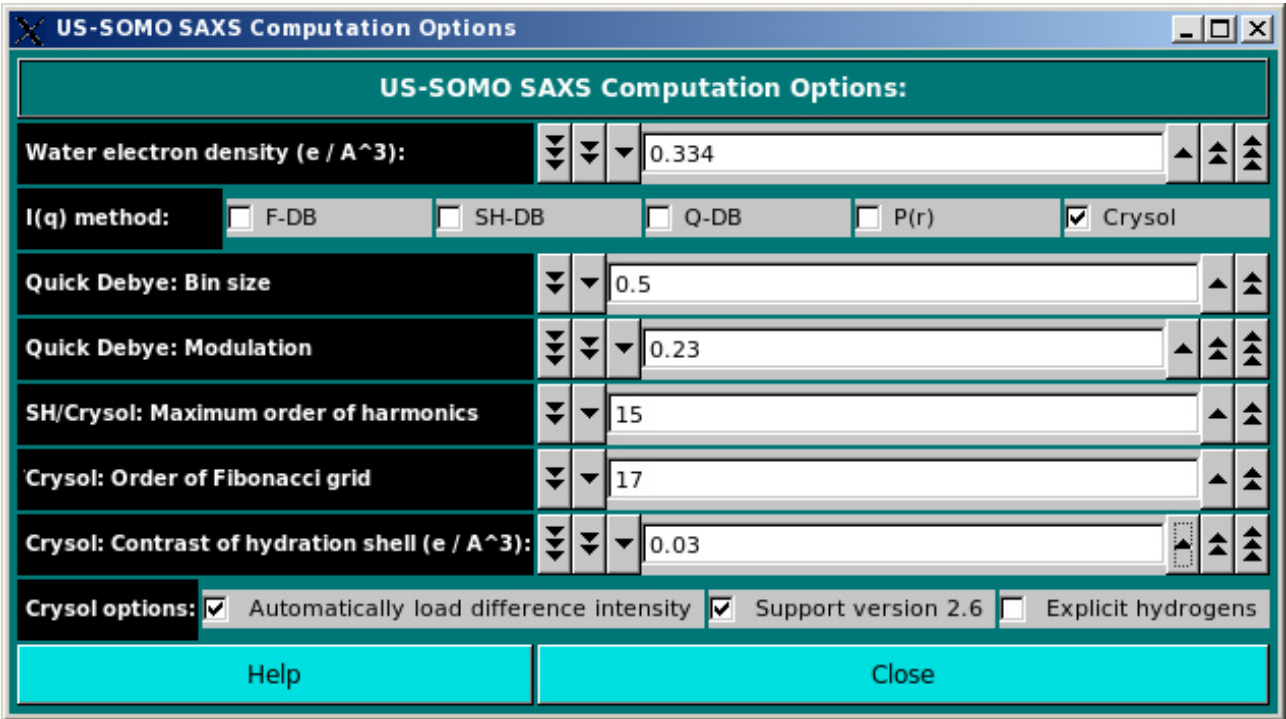 US-SOMO SAXS Computation Options
US-SOMO SAXS Computation Options:
Water electron density (e / A^3): 0.334
I(q) method: F-DB SH-DB Q-DB P(r) Crysol
Quick Debye: Bin size 0.5
Quick Debye: Modulation 0.23
SH/Crysol: Maximum order of harmonics 15
Crysol: Order of Fibonacci grid 17
Crysol: Contrast of hydration shell (e / A^3): 0.03
Crysol options: Automatically load difference intensity Support version 2.6 Explicit hydrogens
Help Close